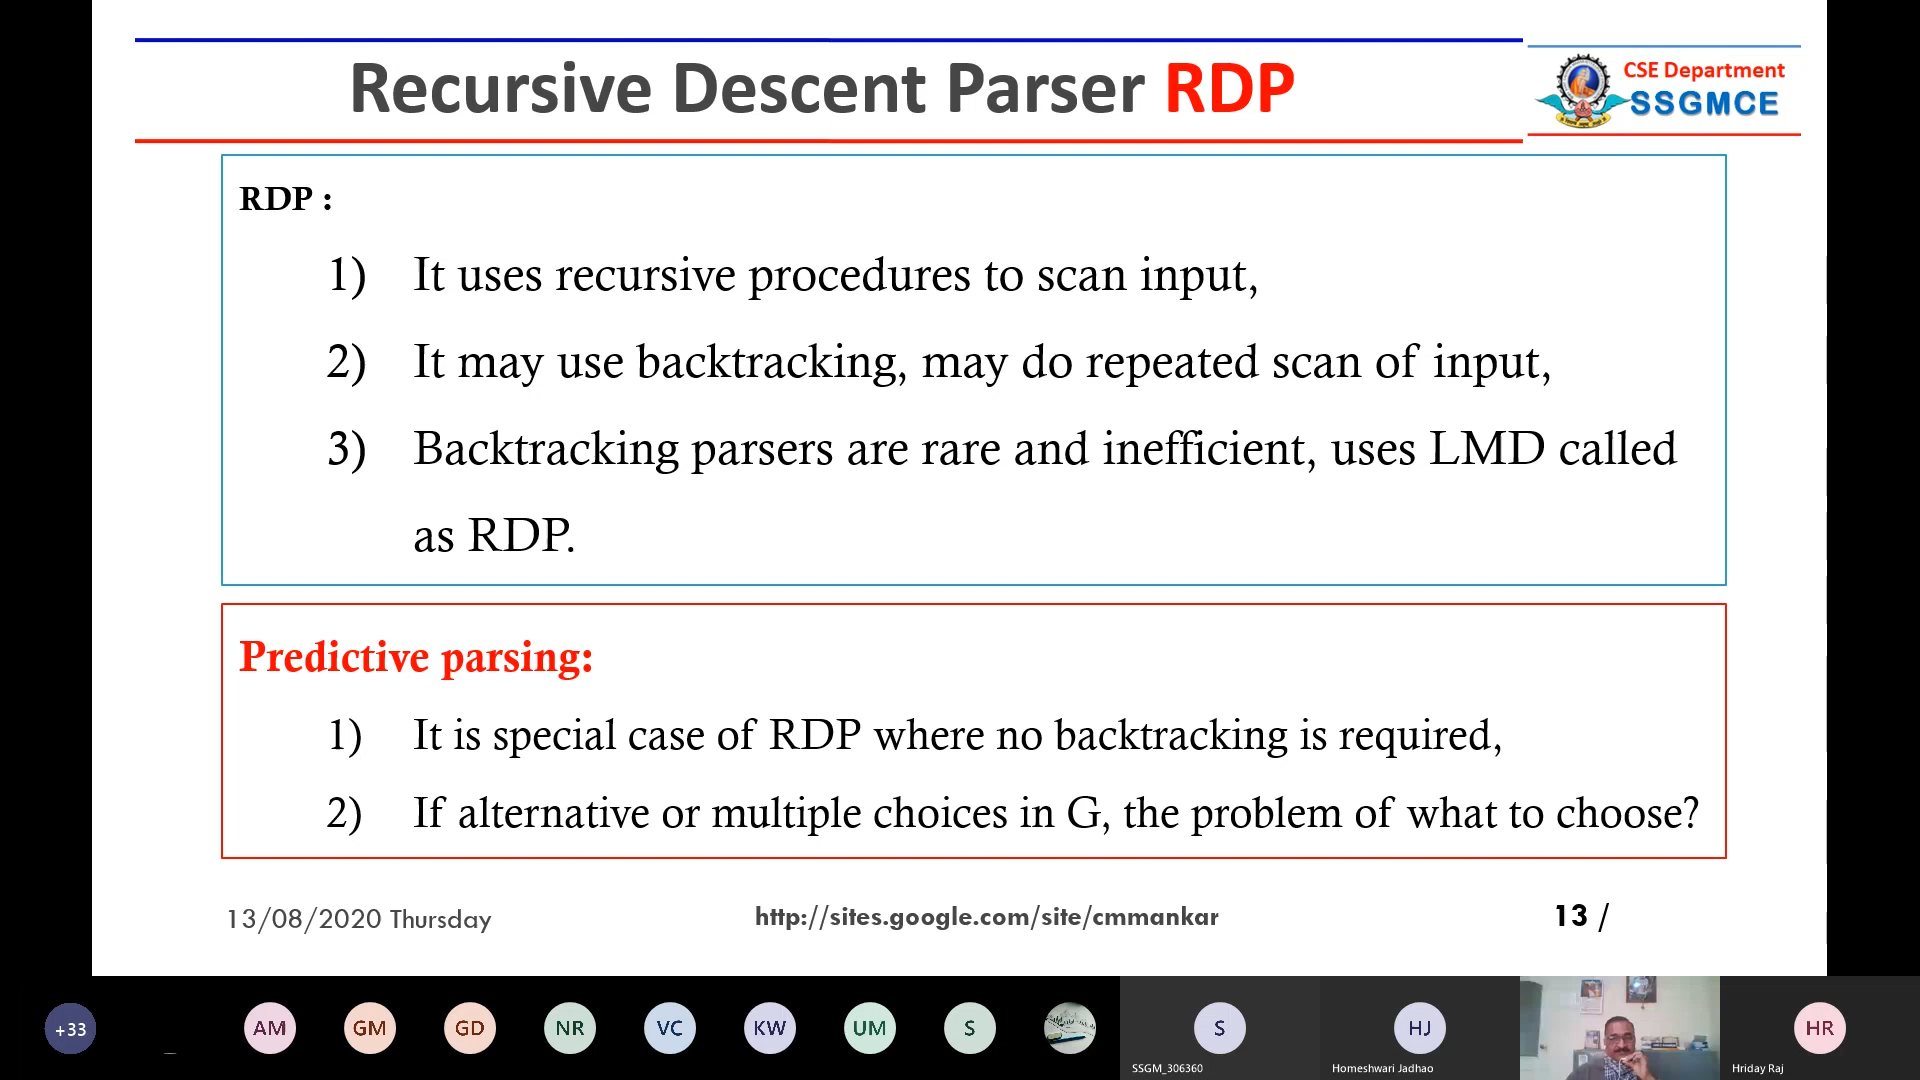 Recursive Descent Parser RDP
CSE Department
SSGMCE
RDP :
1) It uses recursive procedures to scan input,
2) It may use backtracking, may do repeated scan of input,
3) Backtracking parsers are rare and inefficient, uses LMD called
as RDP.
Predictive parsing:
1) It is special case of RDP where no backtracking is required,
2) If alternative or multiple choices in G, the problem of what to choose?
13/08/2020 Thursday
http://sites.google.com/site/cmmankar
13 /
+33
AM
GM
GD
NR
VC
KW
UM
S
S
HJ
HR
SSGM_306360
Homeshwari Jadhao
Hriday Raj